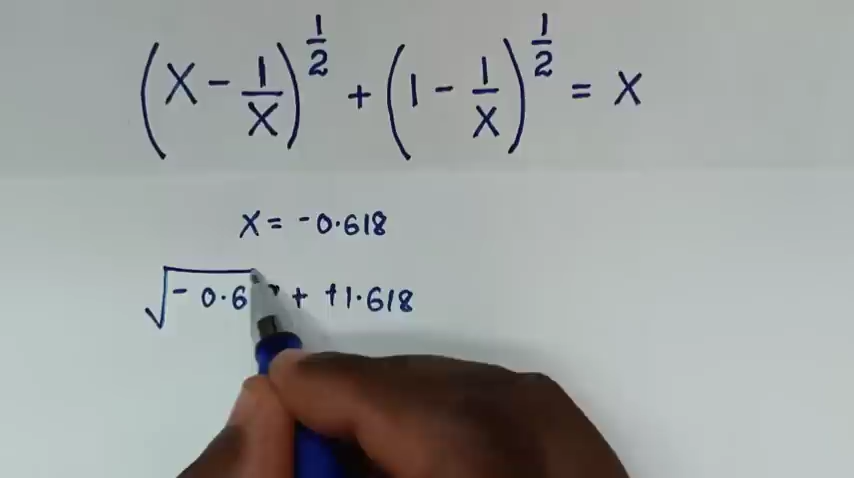 (X - 1/X)^1/2 + (1 - 1/X)^1/2 = X
X = -0.618
√-0.6 + +1.618